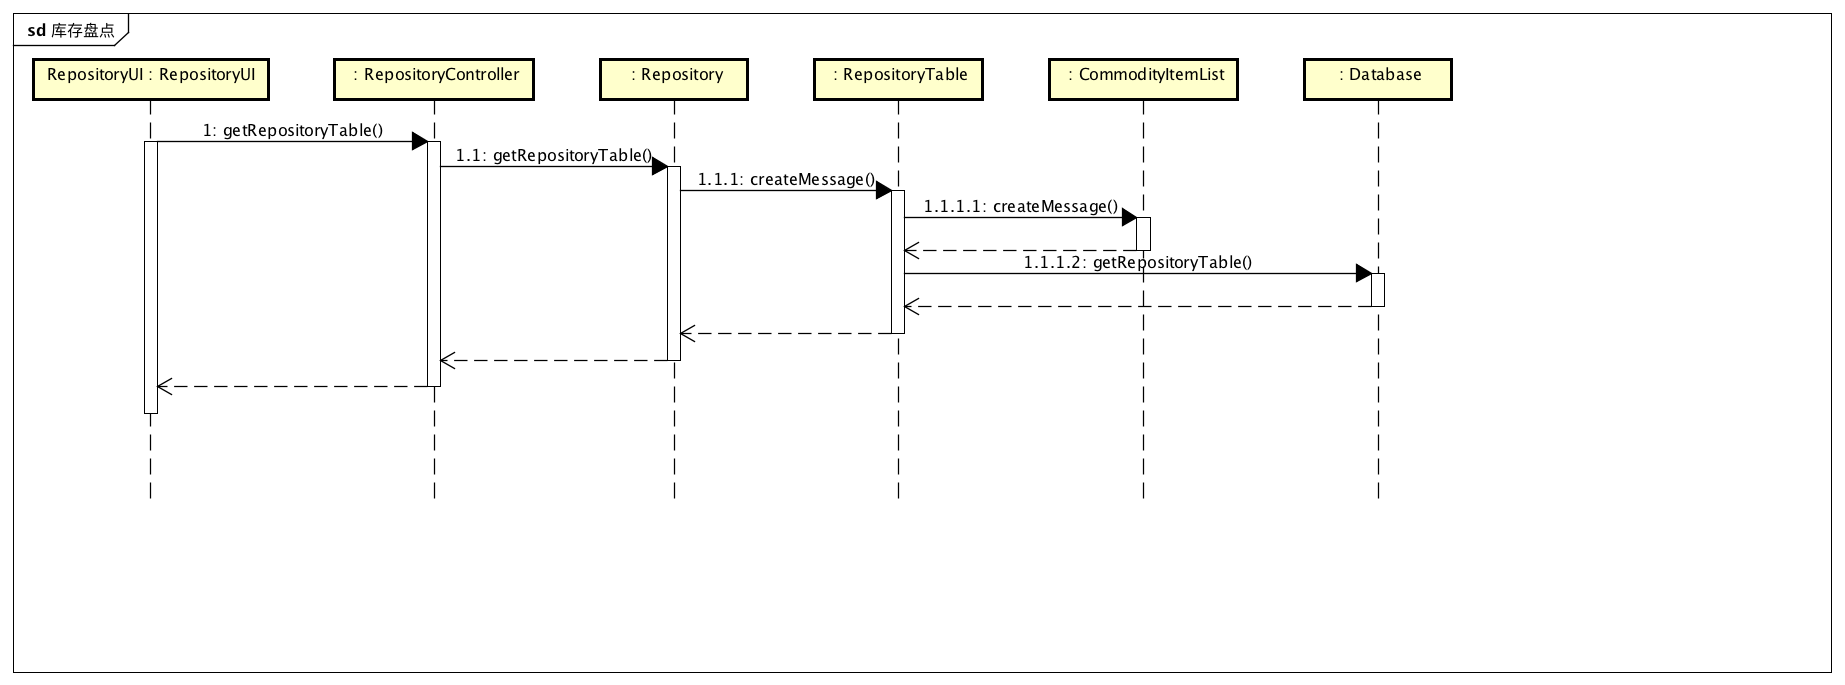 sd 库存盘点
RepositoryUI : RepositoryUI
: RepositoryController
: Repository
: RepositoryTable
: CommodityItemList
: Database
1: getRepositoryTable()
1.1: getRepositoryTable()
1.1.1: createMessage()
1.1.1.1: createMessage()
1.1.1.2: getRepositoryTable()